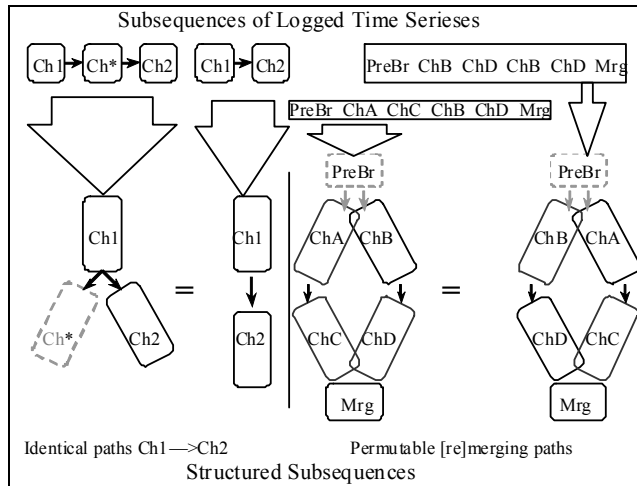 Subsequences of Logged Time Serieses
Ch1 Ch* Ch2 Ch1 Ch2
PreBr ChB ChD ChB ChD Mrg
PreBr ChA ChC ChB ChD Mrg
PreBr PreBr
Ch1 Ch1 ChA ChB ChB ChA
= =
Ch* Ch2 Ch2 ChC ChD ChD ChC
Mrg Mrg
Identical paths Ch1—>Ch2 Permutable [re]merging paths
Structured Subsequences